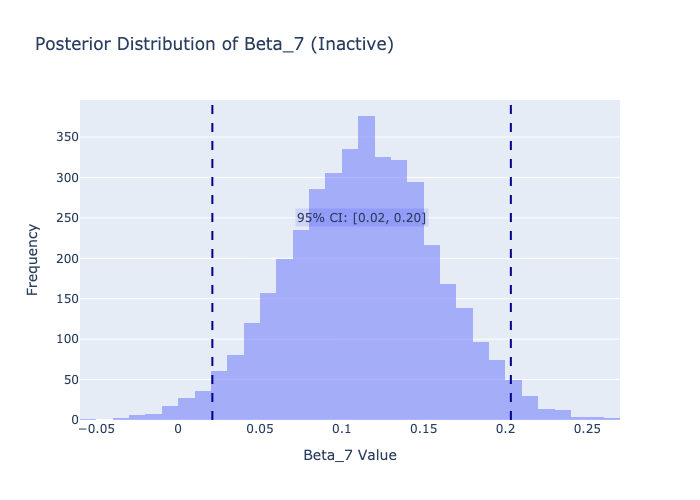 Posterior Distribution of Beta_7 (Inactive)
350
300
95% CI: [0.02, 0.20]
250
200
150
100
50
0
Frequency
−0.05 0 0.05 0.1 0.15 0.2 0.25
Beta_7 Value